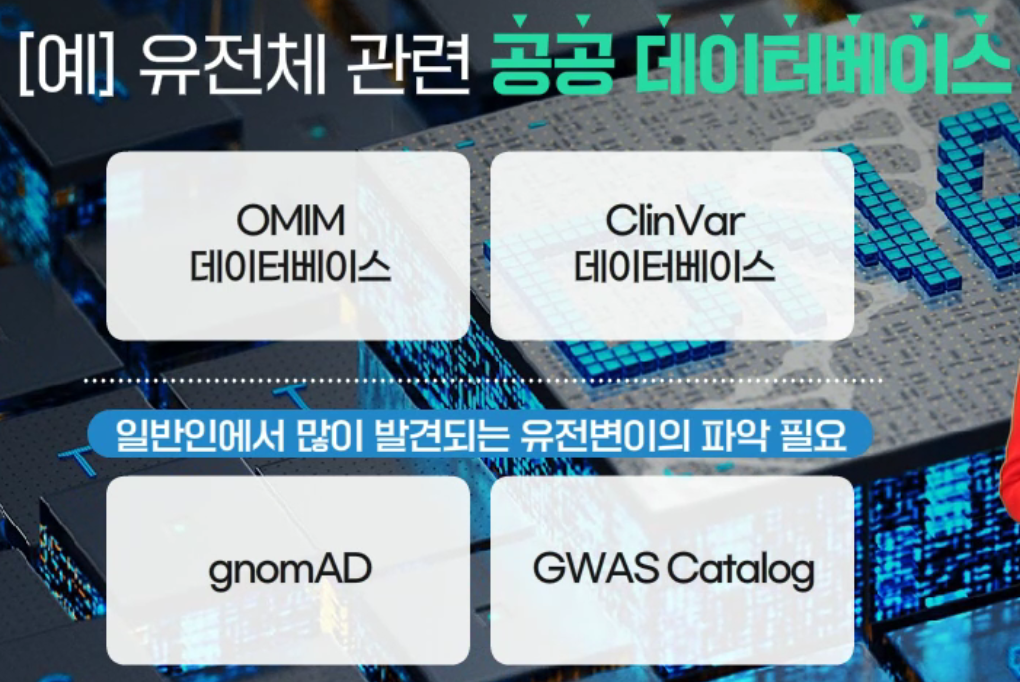 [예] 유전체 관련 공공 데이터베이스
OMIM
데이터베이스
ClinVar
데이터베이스
일반인에서 많이 발견되는 유전변이의 파악 필요
gnomAD
GWAS Catalog